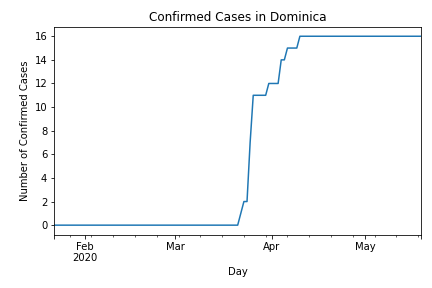 Confirmed Cases in Dominica
Number of Confirmed Cases
16
14
12
10
8
6
4
2
0
Feb Mar Apr May
2020
Day